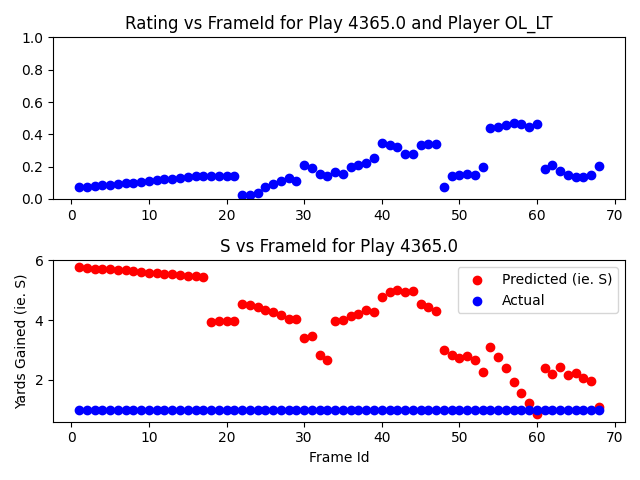 Rating vs FrameId for Play 4365.0 and Player OL_LT
1.0
0.8
0.6
0.4
0.2
0.0
0 10 20 30 40 50 60 70
S vs FrameId for Play 4365.0
Yards Gained (ie. S)
6
4
2
Predicted (ie. S)
Actual
0 10 20 30 40 50 60 70
Frame Id